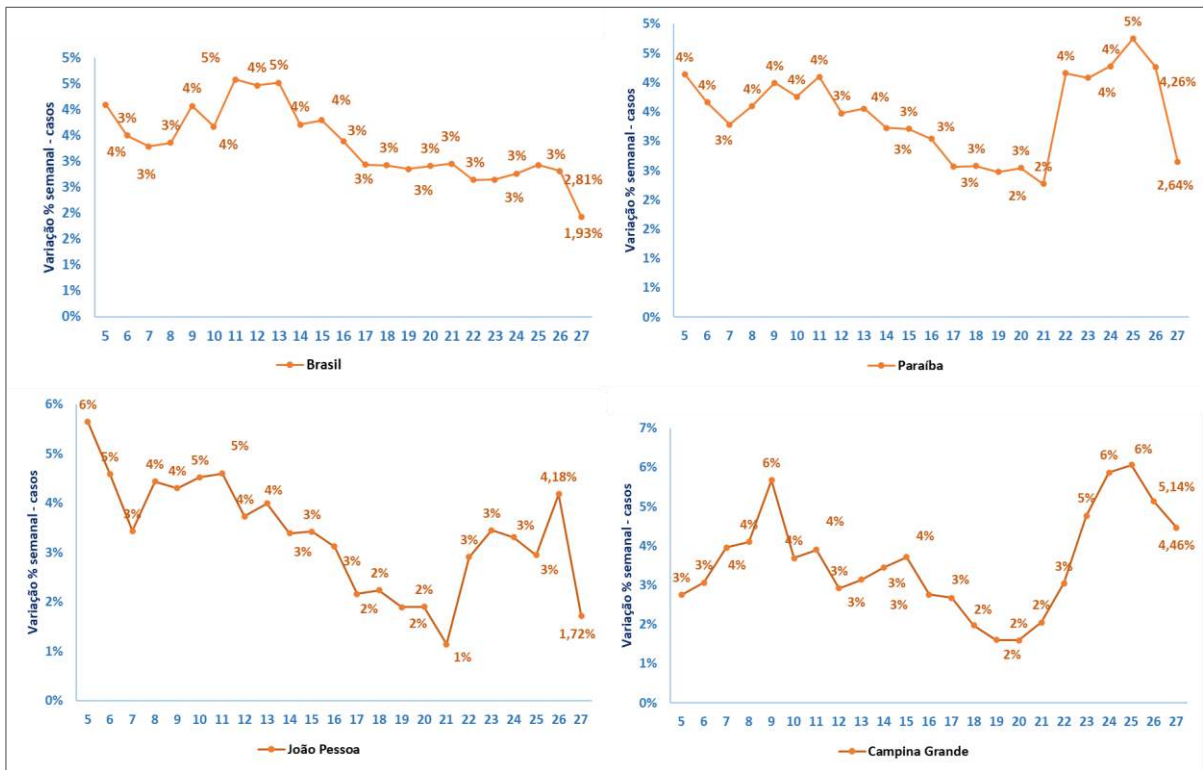 Variação % semanal - casos
5%
5%
4%
4%
3%
3%
2%
2%
1%
1%
0%
3% 4% 3% 3% 4% 5% 4% 4% 5% 4% 4% 3% 3% 3% 3% 3% 3% 3% 3% 3% 3% 2,81% 1,93%
5 6 7 8 9 10 11 12 13 14 15 16 17 18 19 20 21 22 23 24 25 26 27
Brasil
Variação % semanal - casos
5%
5%
4%
4%
3%
3%
2%
2%
1%
1%
0%
4% 4% 3% 4% 4% 4% 4% 3% 4% 3% 3% 3% 3% 3% 3% 2% 2% 4% 4% 4% 5% 4,26% 2,64%
5 6 7 8 9 10 11 12 13 14 15 16 17 18 19 20 21 22 23 24 25 26 27
Paraíba
Variação % semanal - casos
6%
5%
4%
3%
2%
1%
0%
6% 5% 3% 4% 4% 5% 5% 4% 4% 3% 3% 3% 2% 2% 2% 2% 1% 3% 3% 3% 3% 4,18% 1,72%
5 6 7 8 9 10 11 12 13 14 15 16 17 18 19 20 21 22 23 24 25 26 27
João Pessoa
Variação % semanal - casos
7%
6%
5%
4%
3%
2%
1%
0%
3% 3% 4% 4% 6% 4% 4% 3% 3% 3% 3% 4% 3% 2% 2% 2% 2% 3% 5% 6% 6% 5,14% 4,46%
5 6 7 8 9 10 11 12 13 14 15 16 17 18 19 20 21 22 23 24 25 26 27
Campina Grande